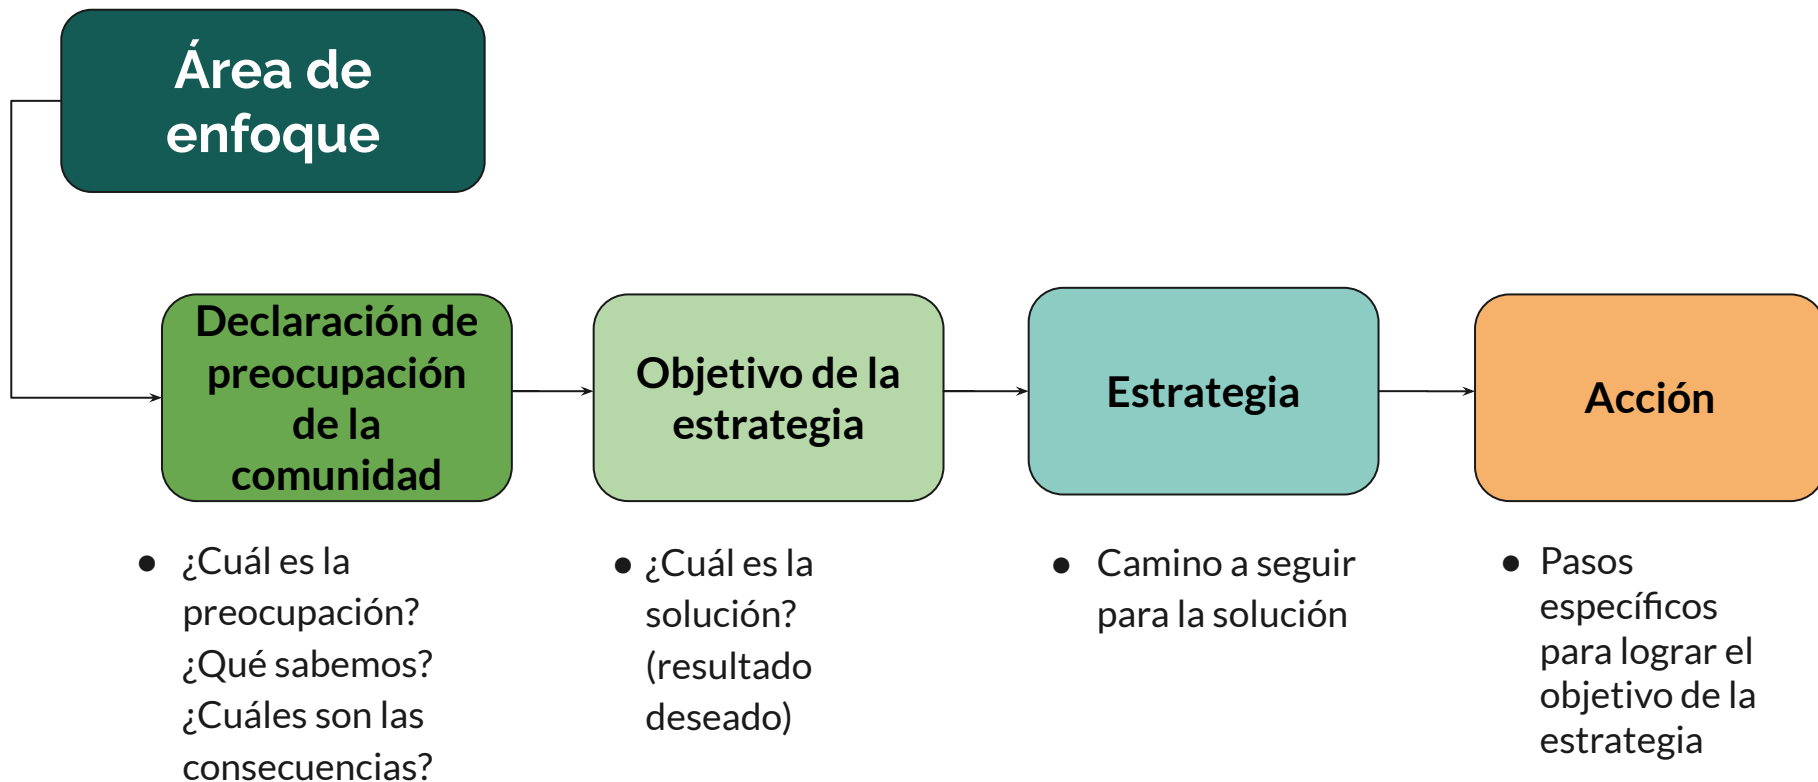 Área de
enfoque
Declaración de
preocupación
de la
comunidad
Objetivo de la
estrategia
Estrategia
Acción
● ¿Cuál es la
preocupación?
¿Qué sabemos?
¿Cuáles son las
consecuencias?
● ¿Cuál es la
solución?
(resultado
deseado)
● Camino a seguir
para la solución
● Pasos
específicos
para lograr el
objetivo de la
estrategia